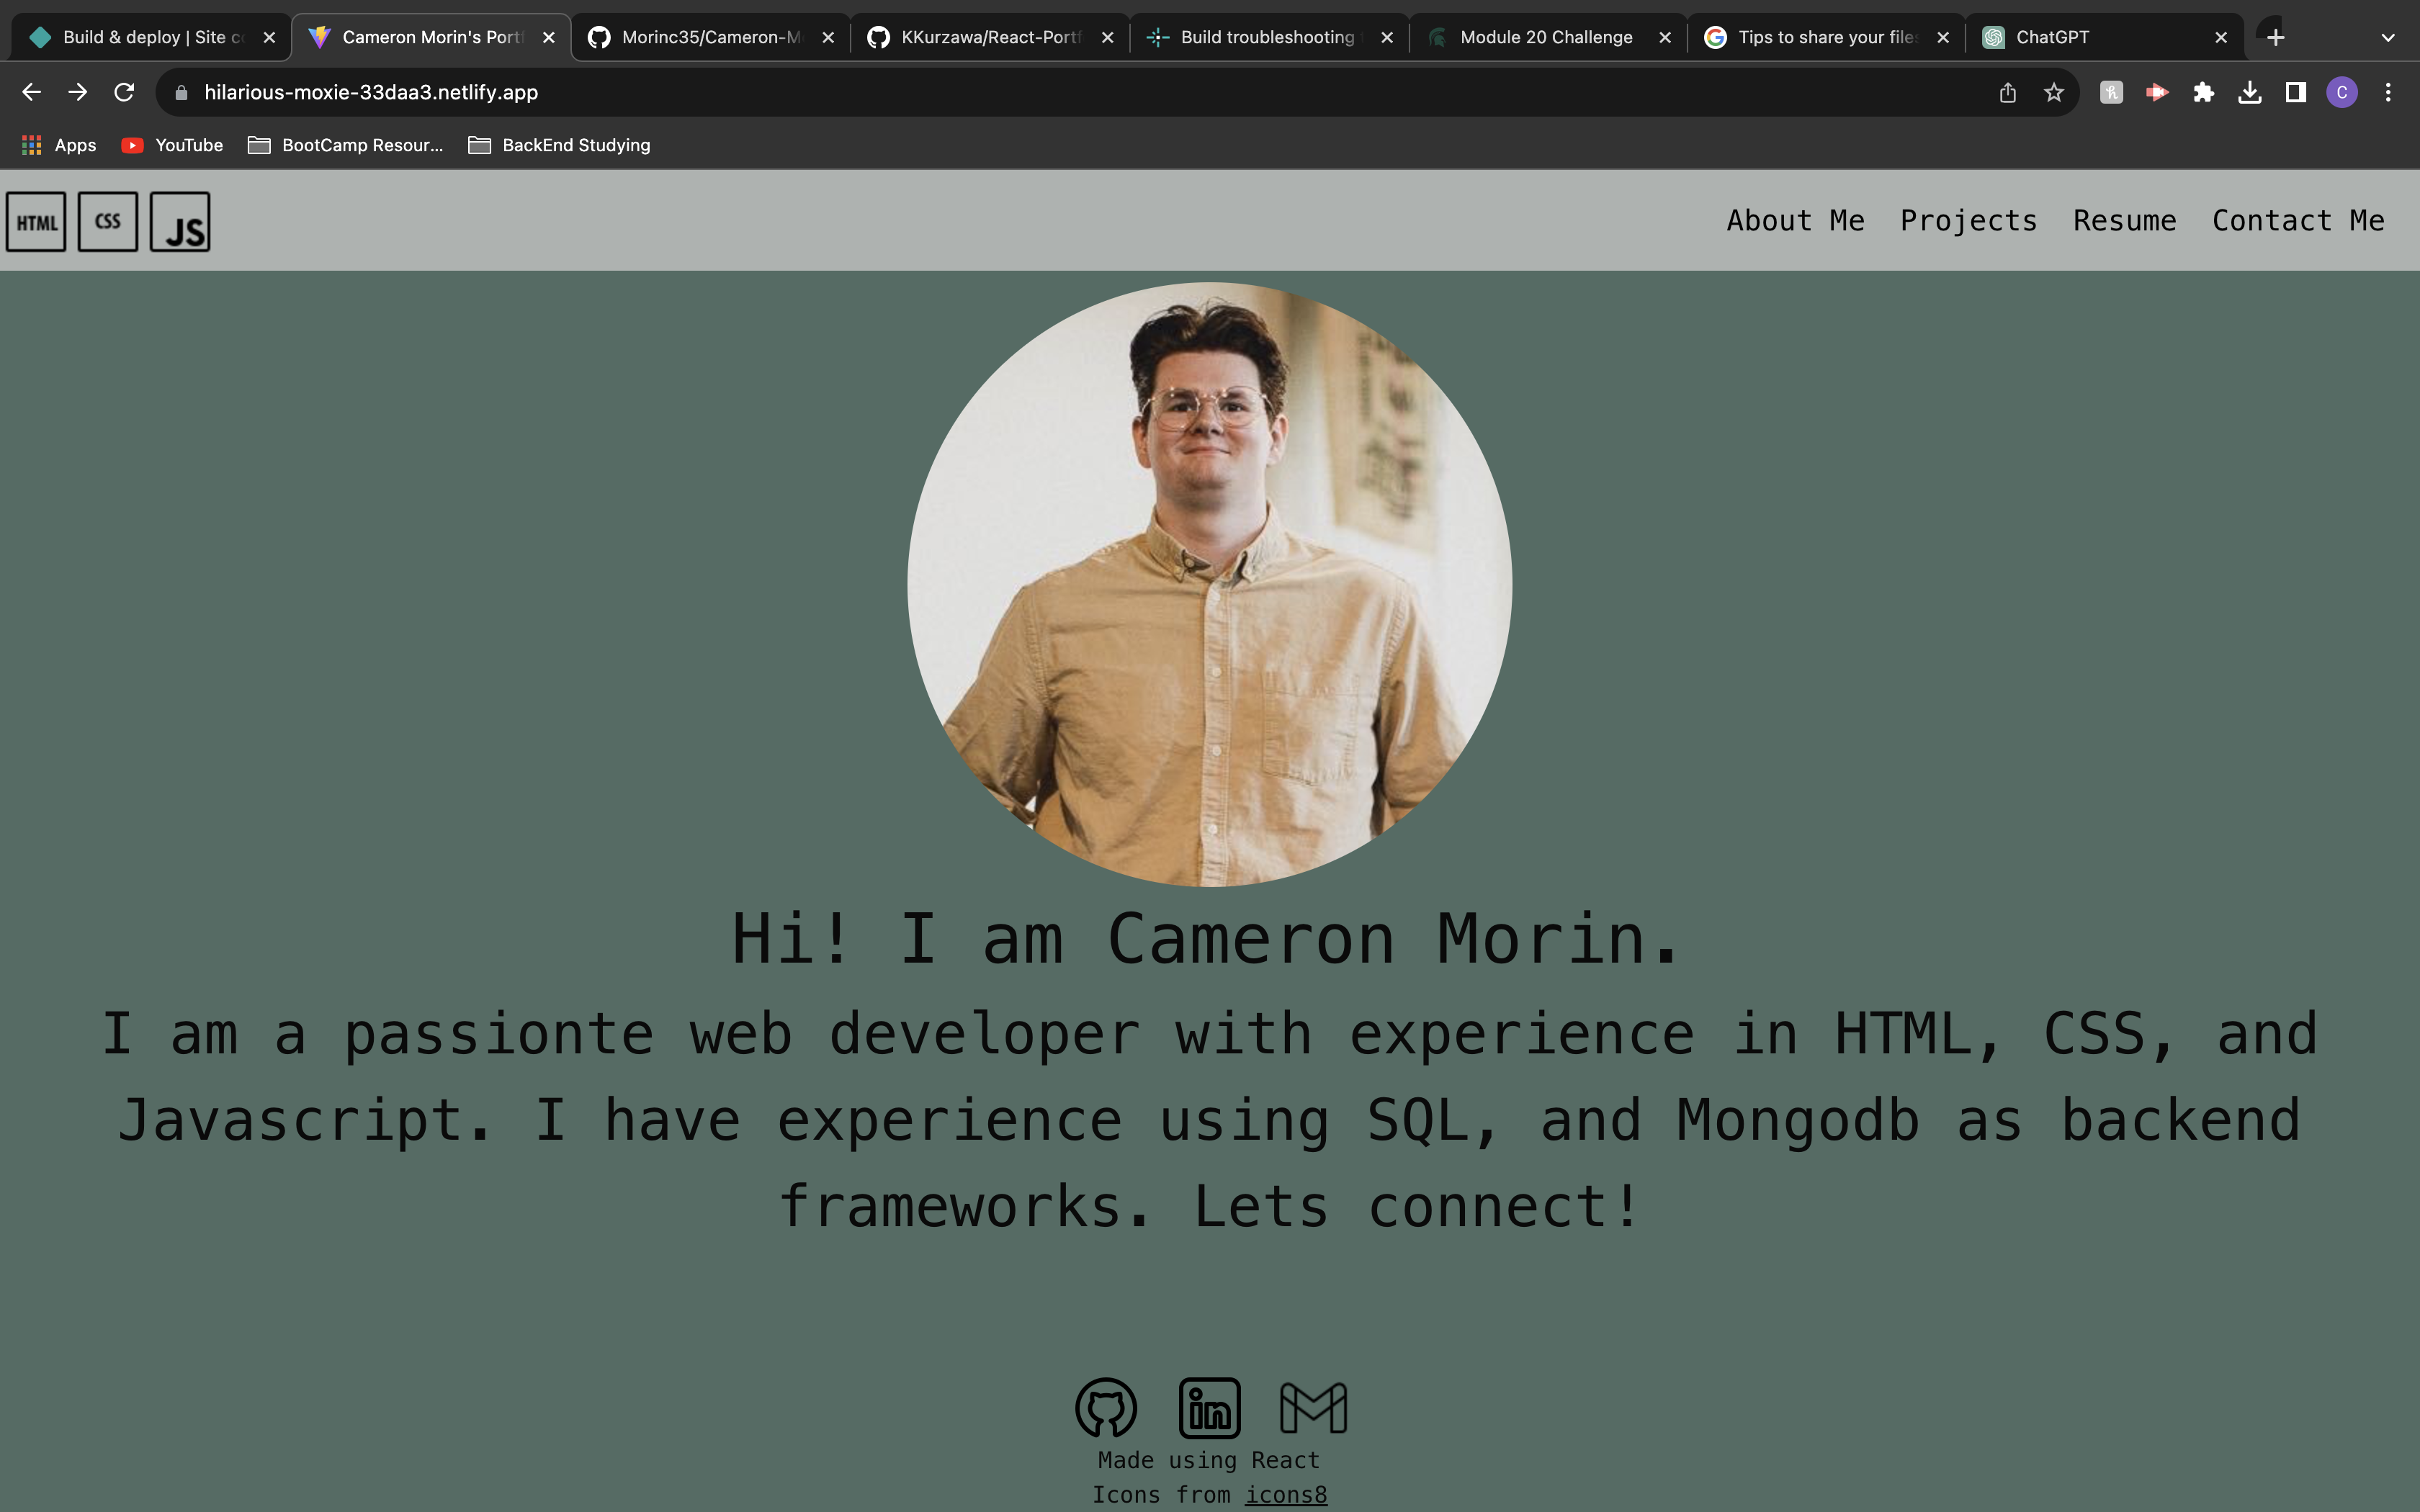 Build & deploy | Site c
Cameron Morin's Portf
Morinc35/Cameron-M
KKurzawa/React-Portf
Build troubleshooting
Module 20 Challenge
Tips to share your files
ChatGPT
hilarious-moxie-33daa3.netlify.app
C
Apps
YouTube
BootCamp Resour...
BackEnd Studying
HTML CSS JS
About Me Projects Resume Contact Me
Hi! I am Cameron Morin.
I am a passionte web developer with experience in HTML, CSS, and
Javascript. I have experience using SQL, and Mongodb as backend
frameworks. Lets connect!
in
Made using React
Icons from icons8